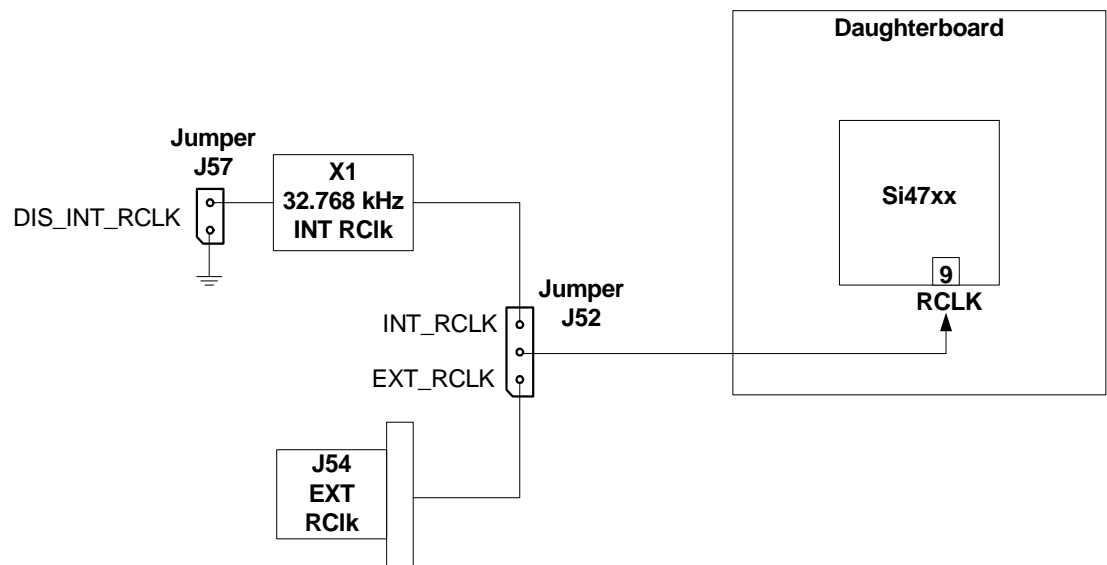 Daughterboard
Jumper
J57
X1
32.768 kHz
INT RClk
DIS_INT_RCLK
Si47xx
9
RCLK
Jumper
J52
INT_RCLK
EXT_RCLK
J54
EXT
RClk